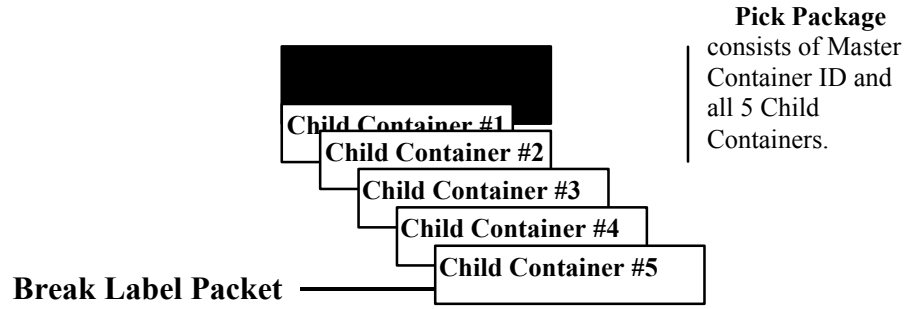 Pick Package
consists of Master
Container ID and
all 5 Child
Containers.
Child Container #1
Child Container #2
Child Container #3
Child Container #4
Child Container #5
Break Label Packet